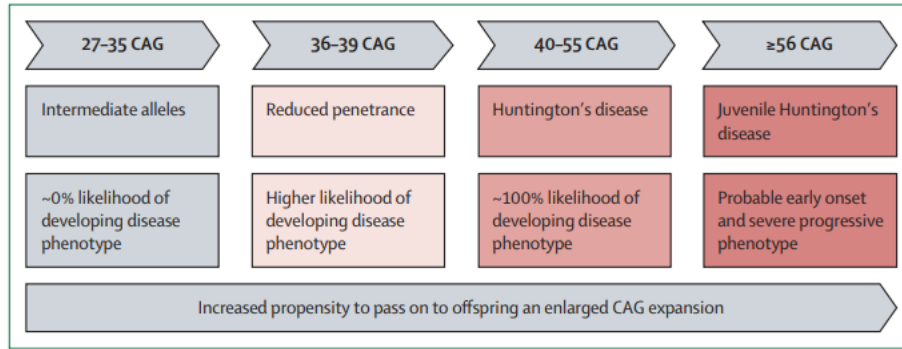 27–35 CAG
36–39 CAG
40–55 CAG
≥56 CAG
Intermediate alleles
Reduced penetrance
Huntington's disease
Juvenile Huntington's
disease
~0% likelihood of
developing disease
phenotype
Higher likelihood of
developing disease
phenotype
~100% likelihood of
developing disease
phenotype
Probable early onset
and severe progressive
phenotype
Increased propensity to pass on to offspring an enlarged CAG expansion